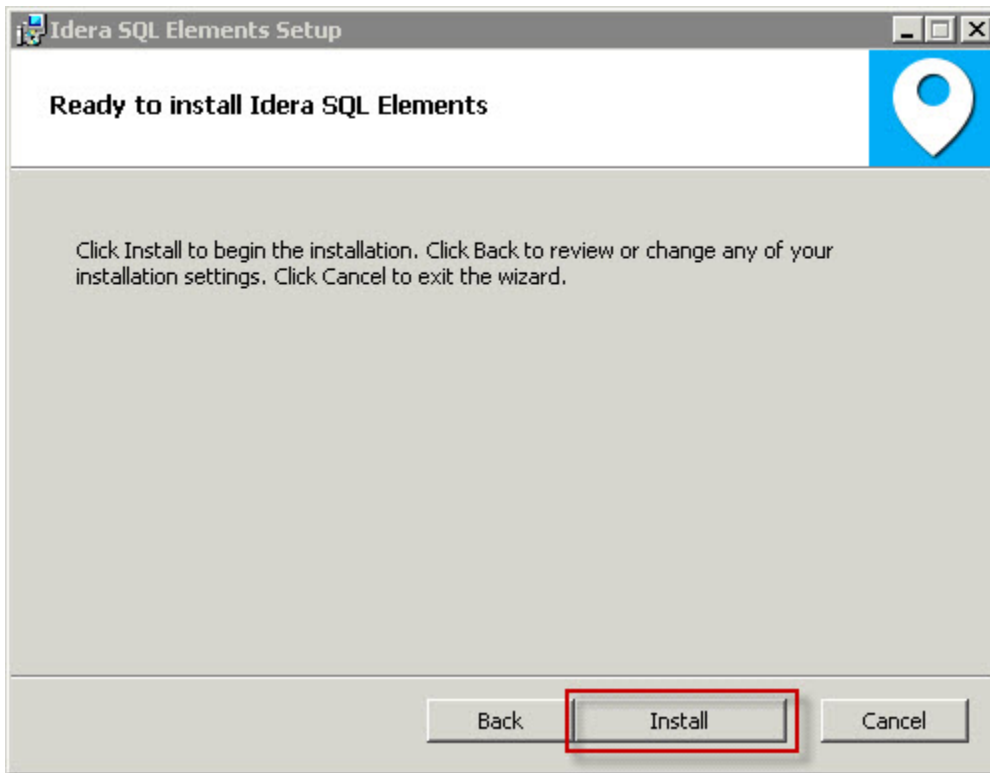 Idera SQL Elements Setup
Ready to install Idera SQL Elements
Click Install to begin the installation. Click Back to review or change any of your
installation settings. Click Cancel to exit the wizard.
Back Install Cancel